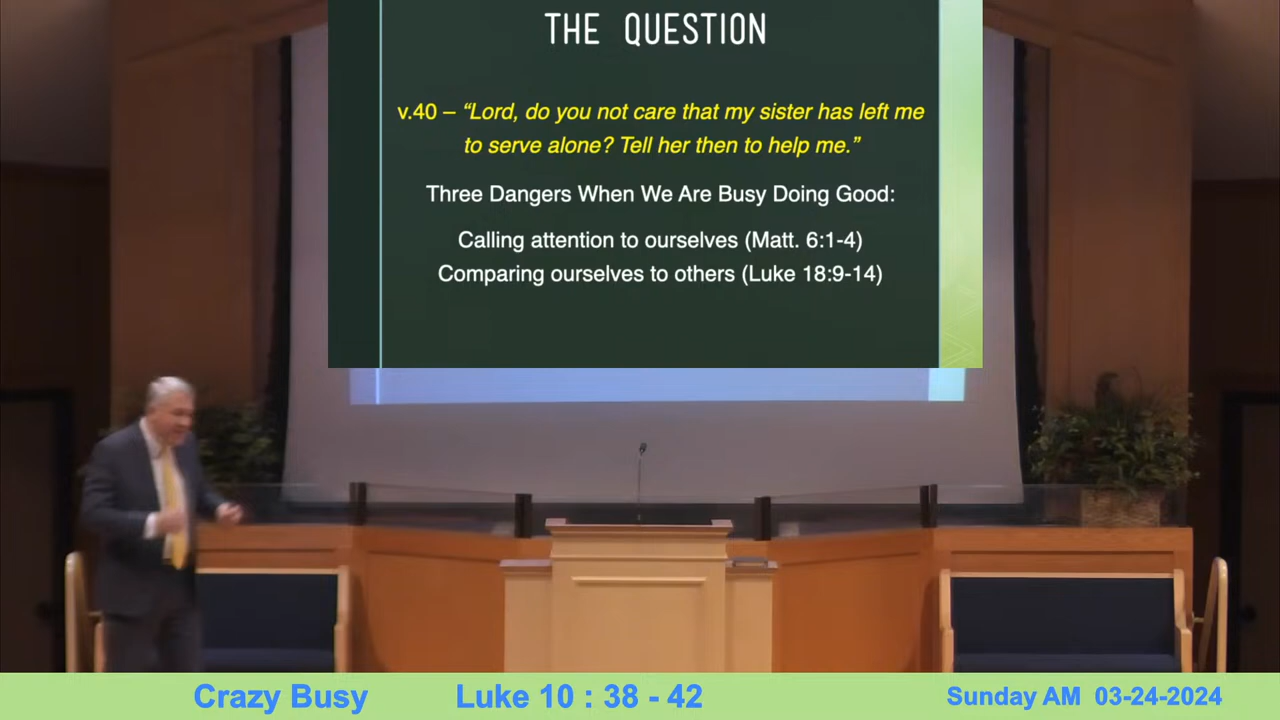 THE QUESTION
v.40 – “Lord, do you not care that my sister has left me
to serve alone? Tell her then to help me.”
Three Dangers When We Are Busy Doing Good:
Calling attention to ourselves (Matt. 6:1-4)
Comparing ourselves to others (Luke 18:9-14)
Crazy Busy Luke 10 : 38 - 42 Sunday AM 03-24-2024